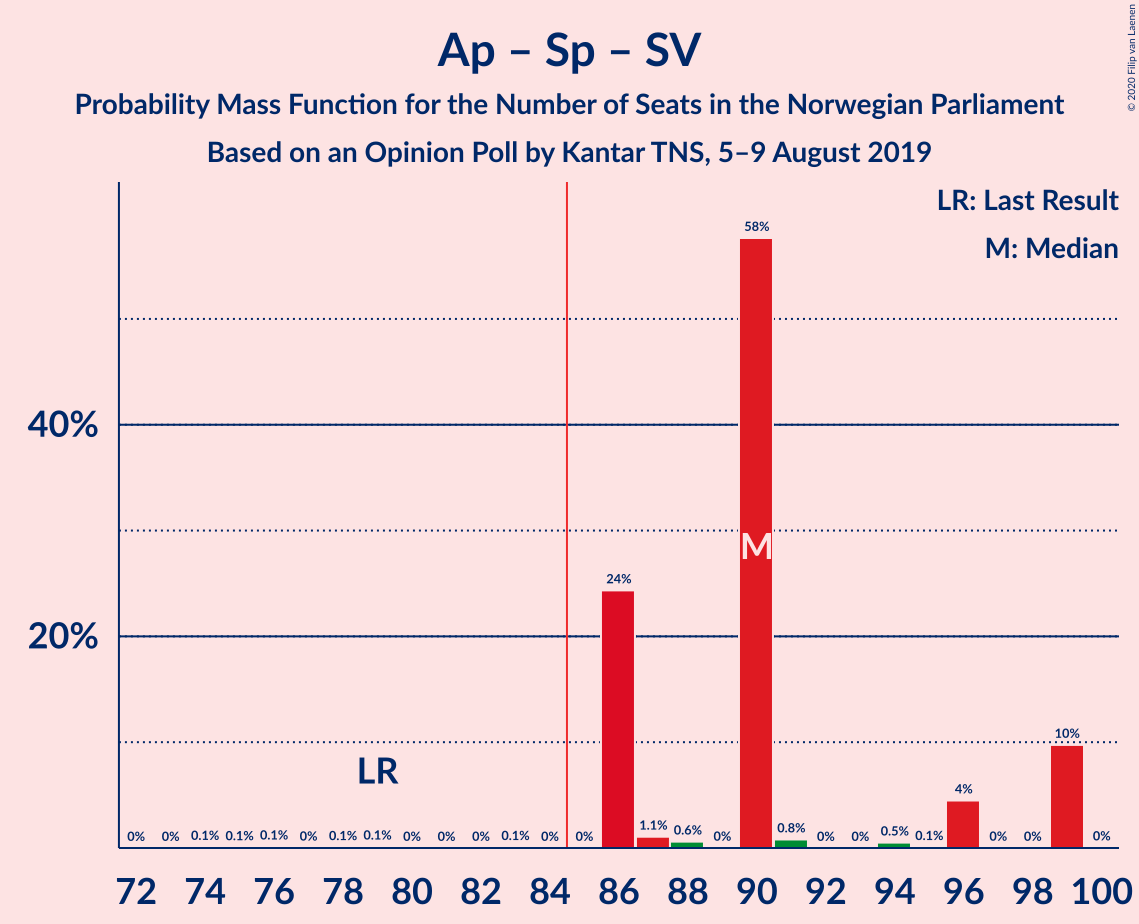 © 2020 Filip van Laenen
Ap – Sp – SV
Probability Mass Function for the Number of Seats in the Norwegian Parliament
Based on an Opinion Poll by Kantar TNS, 5–9 August 2019
LR: Last Result
M: Median
58%
40%
M
24%
20%
10%
LR
4%
0% 0% 0.1% 0.1% 0.1% 0% 0.1% 0.1% 0% 0% 0% 0.1% 0% 0% 1.1% 0.6% 0% 0.8% 0% 0% 0.5% 0.1% 0% 0% 0%
72 74 76 78 80 82 84 86 88 90 92 94 96 98 100